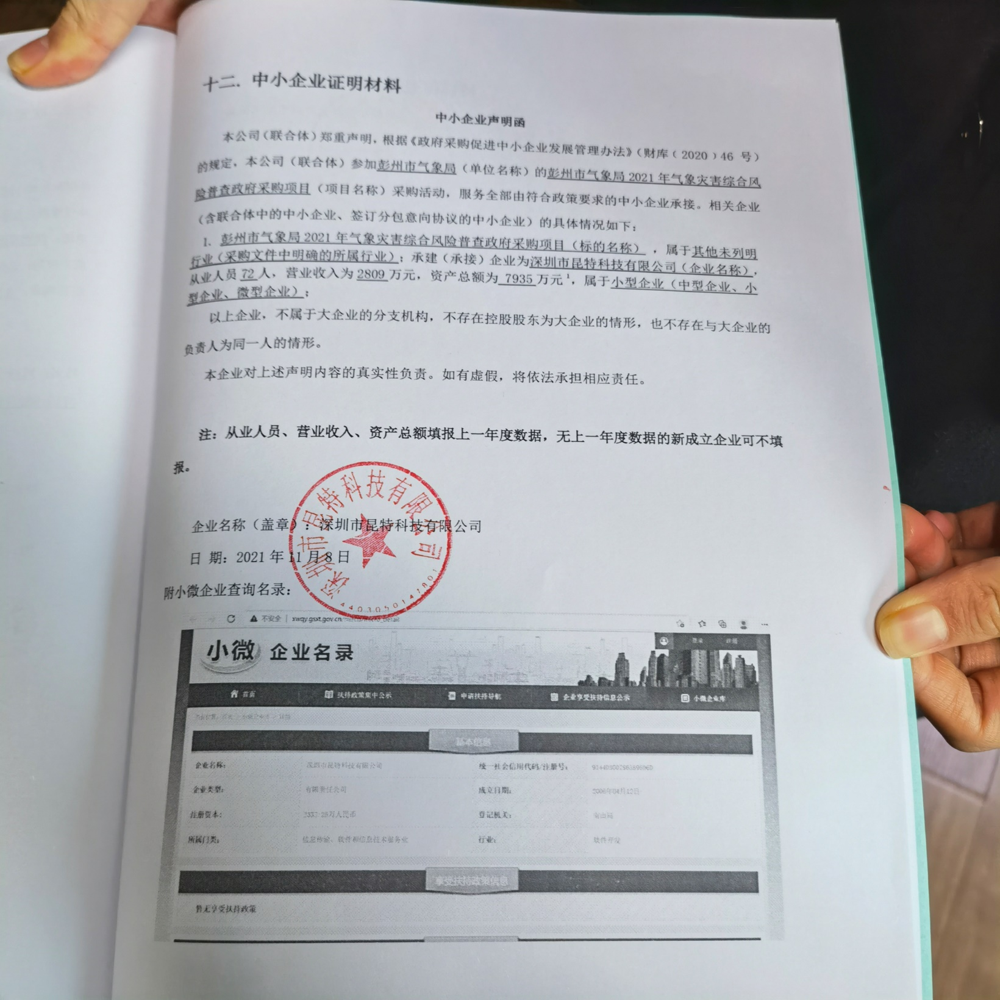 十二. 中小企业证明材料
中小企业声明函
本公司（联合体）郑重声明，根据《政府采购促进中小企业发展管理办法》（财库﹝2020﹞46 号）
的规定，本公司（联合体）参加彭州市气象局（单位名称）的彭州市气象局 2021 年气象灾害综合风
险普查政府采购项目（项目名称）采购活动，服务全部由符合政策要求的中小企业承接。相关企业
（含联合体中的中小企业、签订分包意向协议的中小企业）的具体情况如下：
1. 彭州市气象局 2021 年气象灾害综合风险普查政府采购项目（标的名称） ，属于其他未列明
行业（采购文件中明确的所属行业）；承建（承接）企业为深圳市昆特科技有限公司（企业名称），
从业人员 72 人，营业收入为 2809 万元，资产总额为 7935 万元¹，属于小型企业（中型企业、小
型企业、微型企业）；
以上企业，不属于大企业的分支机构，不存在控股股东为大企业的情形，也不存在与大企业的
负责人为同一人的情形。
本企业对上述声明内容的真实性负责。如有虚假，将依法承担相应责任。
注：从业人员、营业收入、资产总额填报上一年度数据，无上一年度数据的新成立企业可不填
报。
深圳市昆特科技有限公司
企业名称（盖章）：深圳市昆特科技有限公司
日 期：2021 年 11 月 8 日
附小微企业查询名录：
不安全 | xwqy.gsxt.gov.cn
小微 企业名录
首页 扶持政策集中公示 申请扶持导航 企业享受扶持信息公示 小微企业库
基本信息
企业名称： 深圳市昆特科技有限公司 统一社会信用代码/注册号：
企业类型： 有限责任公司 成立日期： 2006年04月12日
注册资本： 登记机关： 南山局
所属门类： 信息传输、软件和信息技术服务业 行业： 软件开发
享受扶持政策信息
暂无享受扶持政策